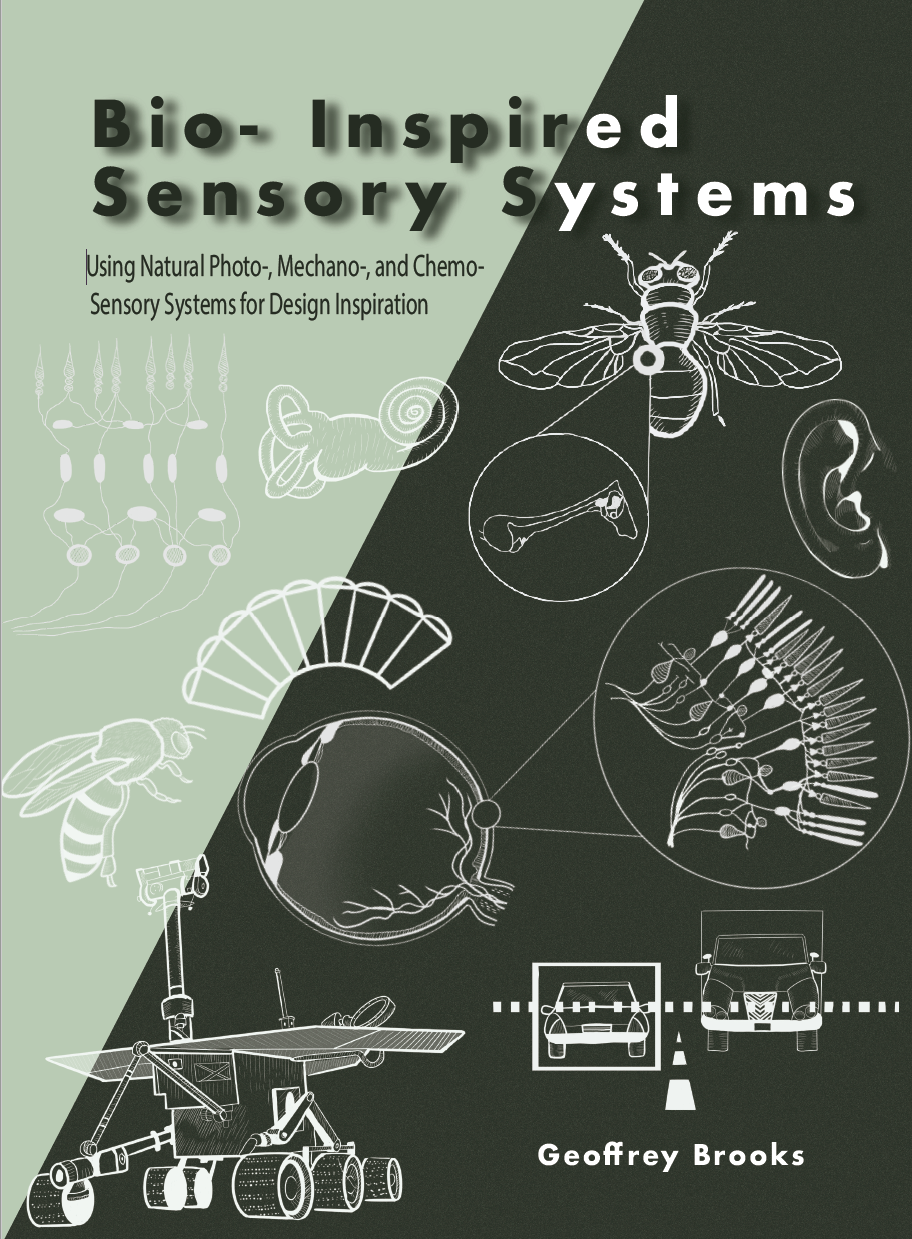 Bio- Inspired
Sensory Systems
Using Natural Photo-, Mechano-, and Chemo-
Sensory Systems for Design Inspiration
Geoffrey Brooks